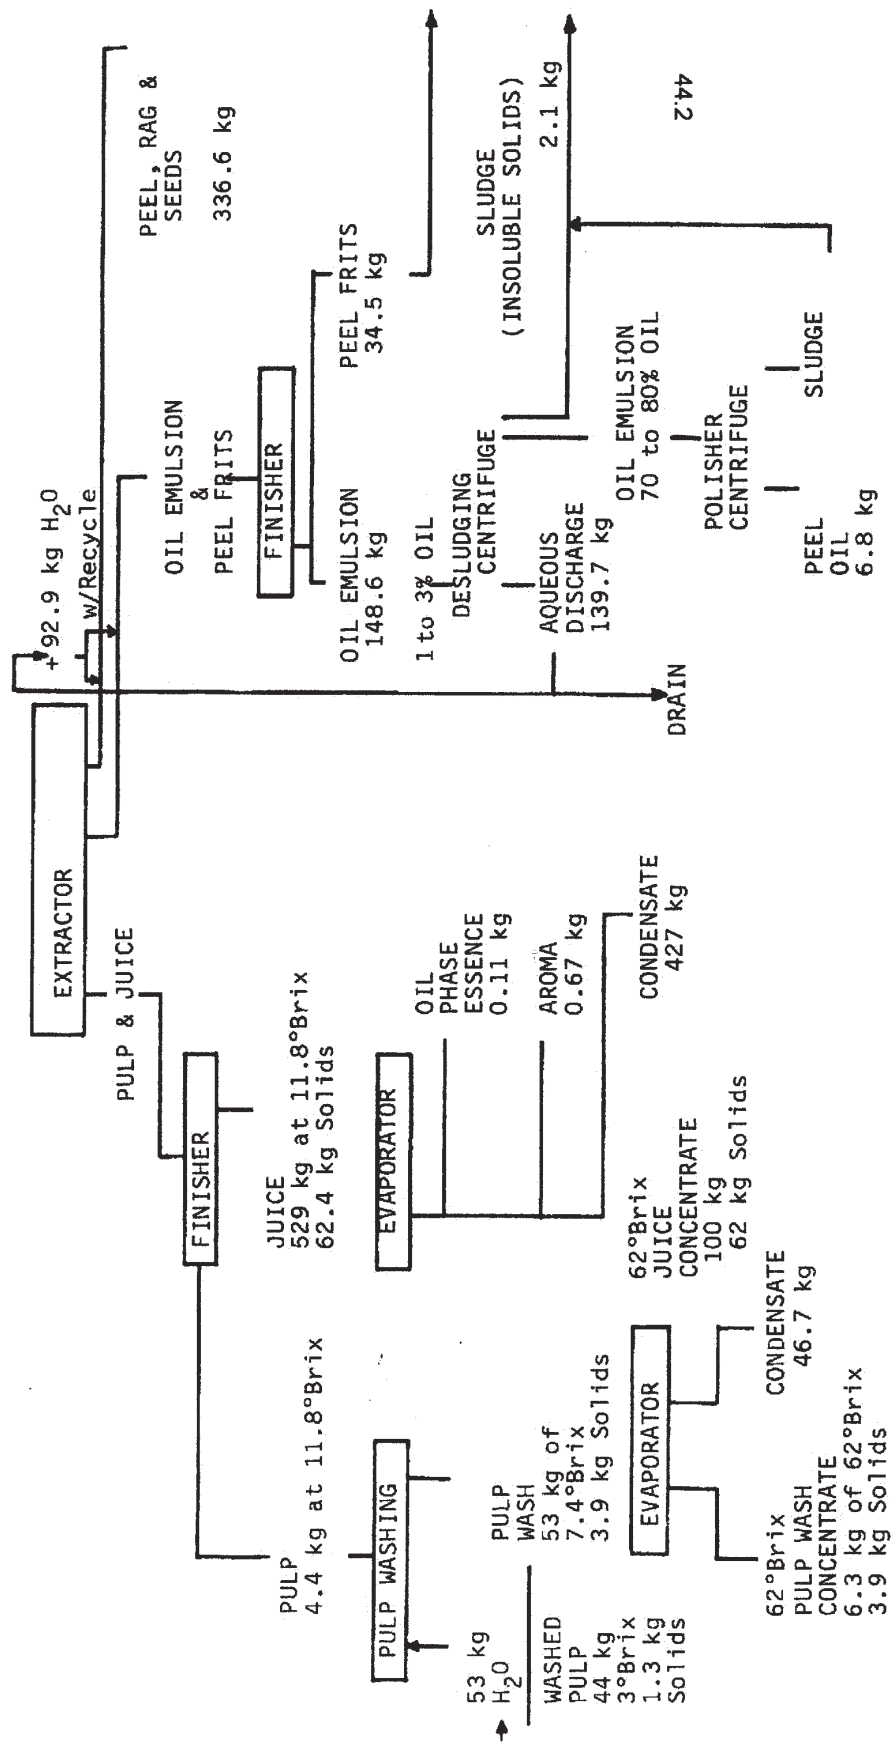 EXTRACTOR
+ 92.9 kg H2O
w/Recycle
PEEL, RAG &
SEEDS
336.6 kg
PULP & JUICE
OIL EMULSION
&
PEEL FRITS
FINISHER
FINISHER
PEEL FRITS
34.5 kg
OIL EMULSION
148.6 kg
1 to 3% OIL
DESLUDGING
CENTRIFUGE
SLUDGE
(INSOLUBLE SOLIDS)
2.1 kg
AQUEOUS
DISCHARGE
139.7 kg
OIL EMULSION
70 to 80% OIL
POLISHER
CENTRIFUGE
PEEL
OIL
6.8 kg
SLUDGE
DRAIN
44.2
JUICE
529 kg at 11.8°Brix
62.4 kg Solids
EVAPORATOR
OIL
PHASE
ESSENCE
0.11 kg
AROMA
0.67 kg
CONDENSATE
427 kg
62°Brix
JUICE
CONCENTRATE
100 kg
62 kg Solids
PULP
4.4 kg at 11.8°Brix
PULP WASHING
53 kg
H2O
WASHED
PULP
44 kg
3°Brix
1.3 kg
Solids
PULP
WASH
53 kg of
7.4°Brix
3.9 kg Solids
EVAPORATOR
CONDENSATE
46.7 kg
62°Brix
PULP WASH
CONCENTRATE
6.3 kg of 62°Brix
3.9 kg Solids